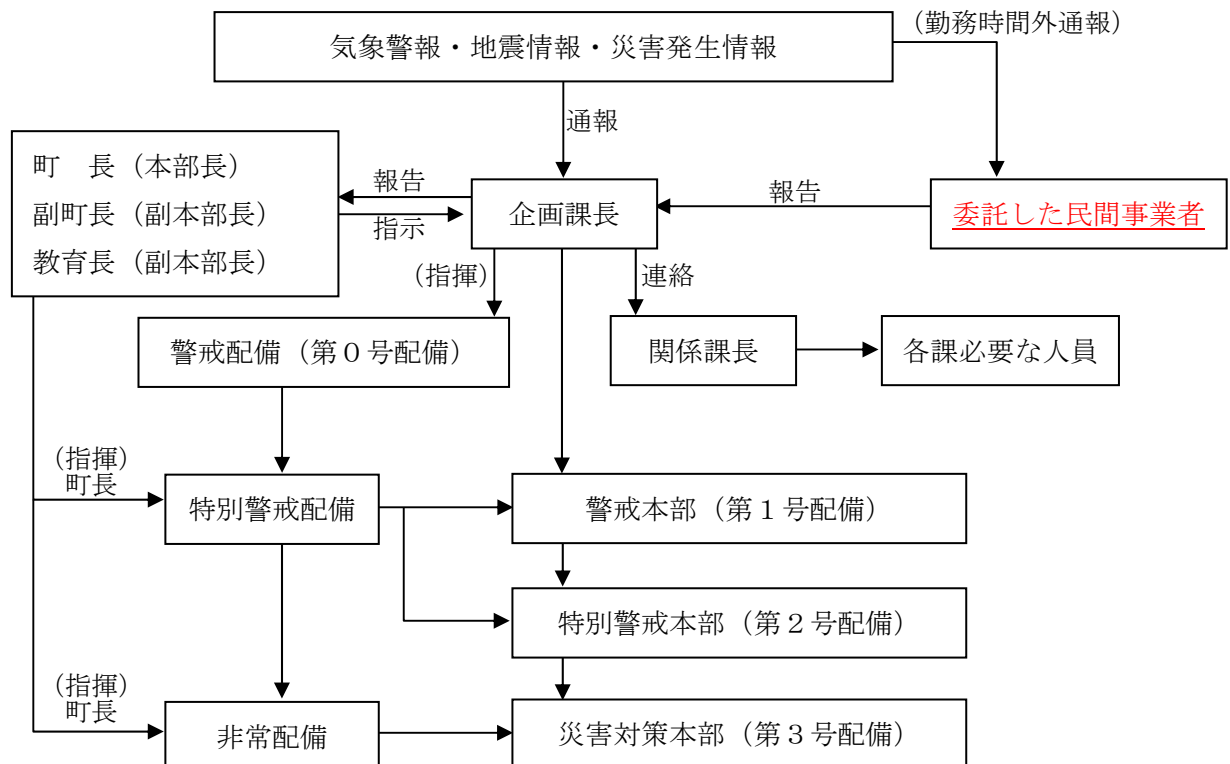 （勤務時間外通報）
気象警報・地震情報・災害発生情報
通報
町　長（本部長）
副町長（副本部長）
教育長（副本部長）
報告
指示
企画課長
報告
委託した民間事業者
（指揮）
連絡
警戒配備（第０号配備）
関係課長
各課必要な人員
（指揮）
町長
特別警戒配備
警戒本部（第１号配備）
特別警戒本部（第２号配備）
（指揮）
町長
非常配備
災害対策本部（第３号配備）